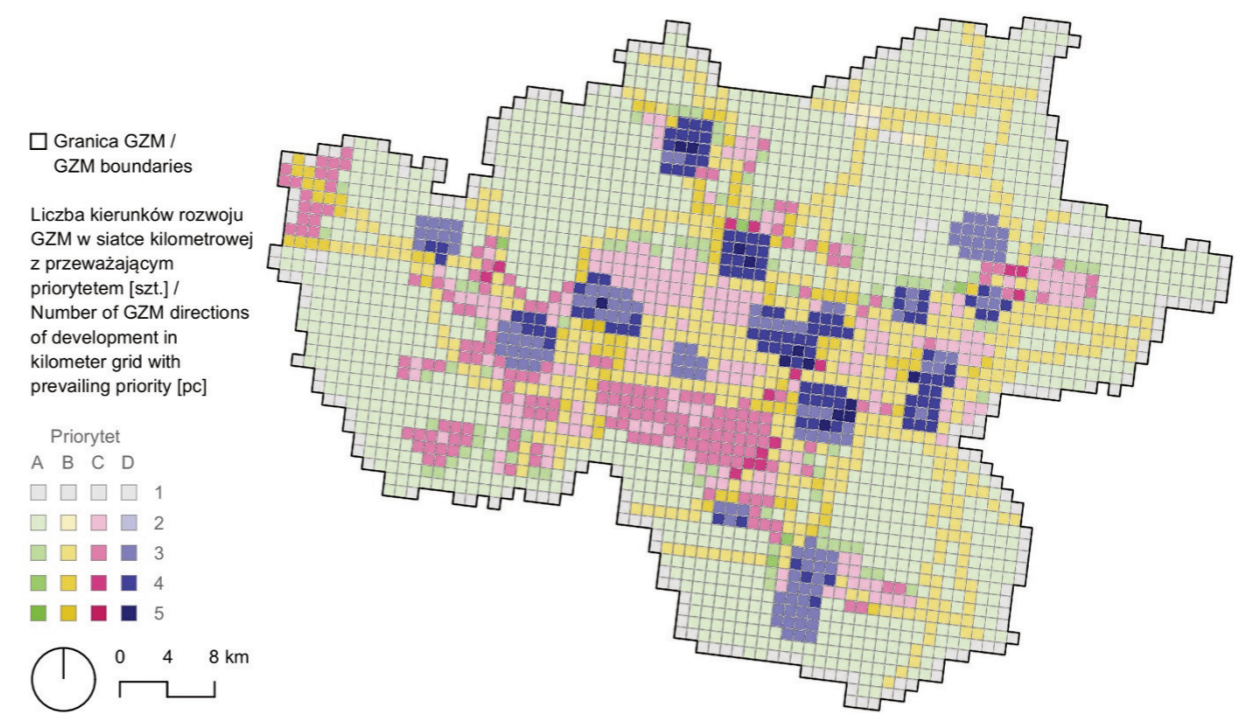 Granica GZM /
GZM boundaries
Liczba kierunków rozwoju
GZM w siatce kilometrowej
z przeważającym
priorytetem [szt.] /
Number of GZM directions
of development in
kilometer grid with
prevailing priority [pc]
Priorytet
A B C D
1
2
3
4
5
0 4 8 km